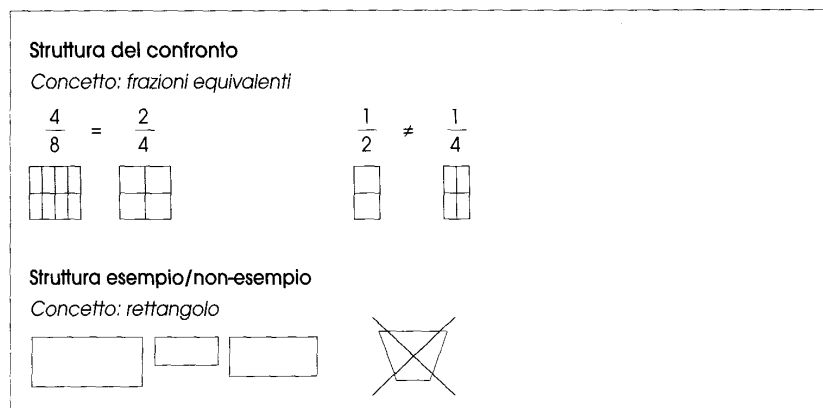 Struttura del confronto
Concetto: frazioni equivalenti
4/8 = 2/4
1/2 ≠ 1/4
Struttura esempio/non-esempio
Concetto: rettangolo